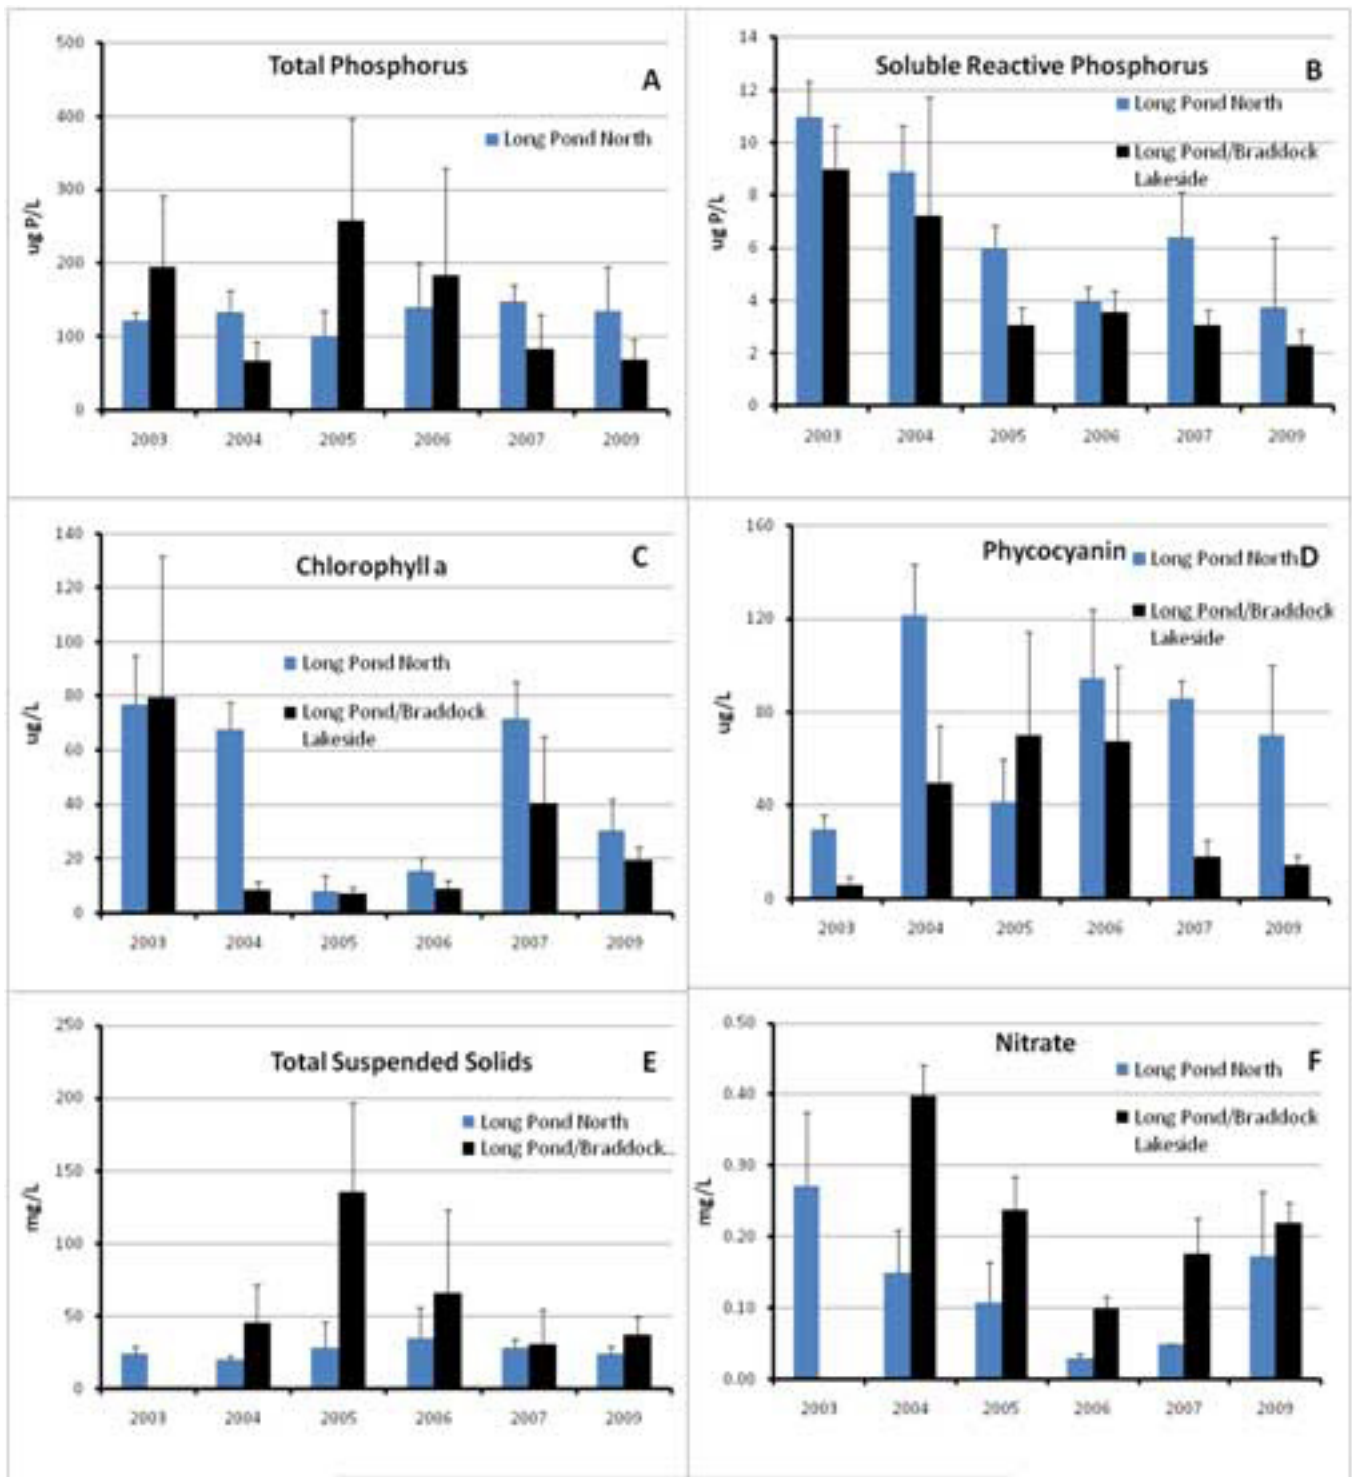 Total Phosphorus
A
500
400
300
200
100
0
ug P/L
Long Pond North
2003 2004 2005 2006 2007 2009
Soluble Reactive Phosphorus
B
14
12
10
8
6
4
2
0
ug P/L
Long Pond North
Long Pond/Braddock
Lakeside
2003 2004 2005 2006 2007 2009
Chlorophyll a
C
140
120
100
80
60
40
20
0
ug/L
Long Pond North
Long Pond/Braddock
Lakeside
2003 2004 2005 2006 2007 2009
Phycocyanin
D
160
120
80
40
0
ug/L
Long Pond North
Long Pond/Braddock
Lakeside
2003 2004 2005 2006 2007 2009
Total Suspended Solids
E
250
200
150
100
50
0
mg/L
Long Pond North
Long Pond/Braddock...
2003 2004 2005 2006 2007 2009
Nitrate
F
0.50
0.40
0.30
0.20
0.10
0.00
mg/L
Long Pond North
Long Pond/Braddock
Lakeside
2003 2004 2005 2006 2007 2009